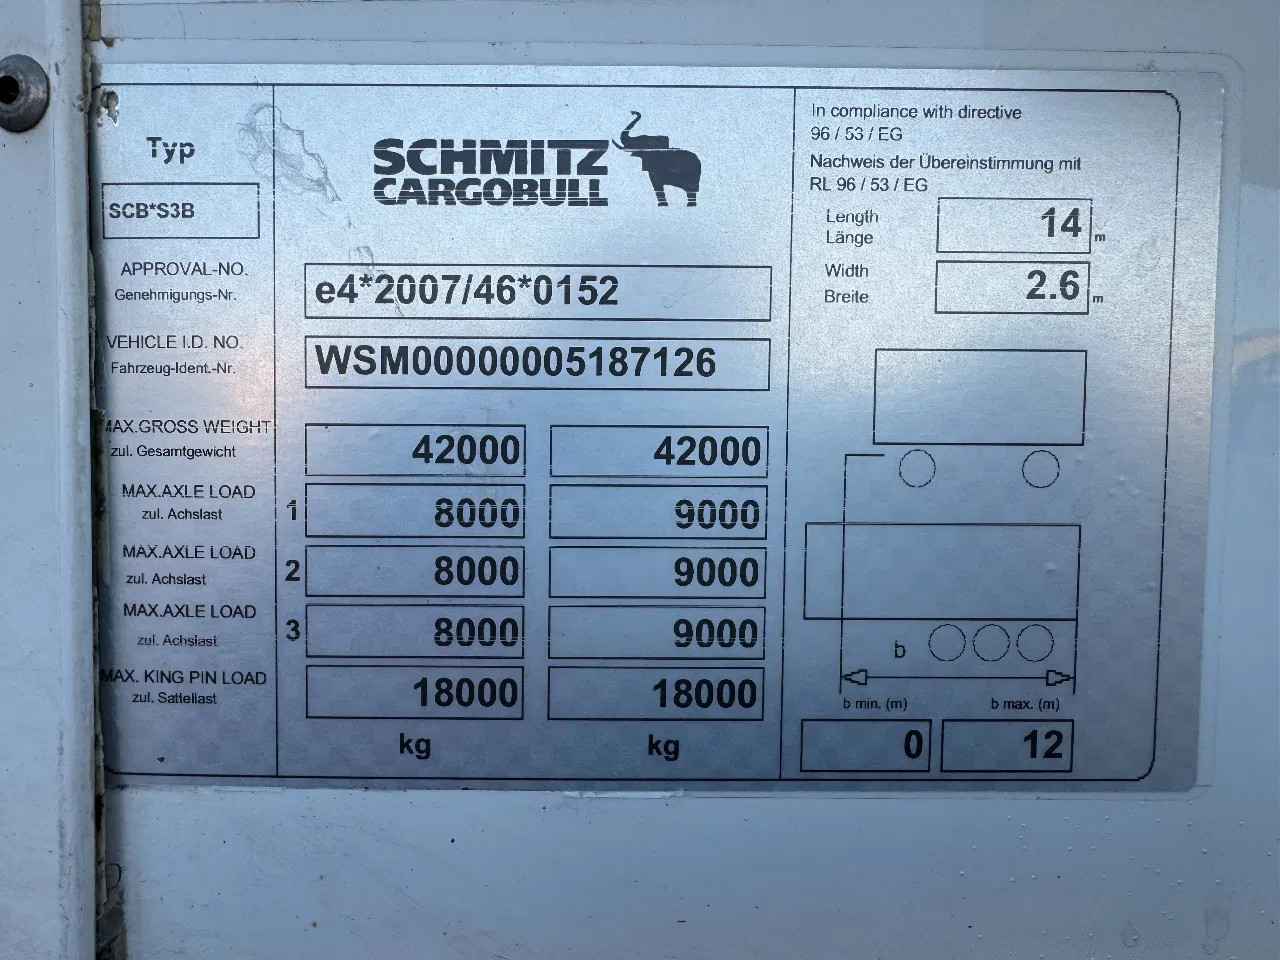 Typ
SCB*S3B
SCHMITZ
CARGOBULL
APPROVAL-NO.
Genehmigungs-Nr.
e4*2007/46*0152
VEHICLE I.D. NO.
Fahrzeug-Ident.-Nr.
WSM00000005187126
MAX.GROSS WEIGHT
zul. Gesamtgewicht
42000 42000
MAX.AXLE LOAD
zul. Achslast
1 8000 9000
MAX.AXLE LOAD
zul. Achslast
2 8000 9000
MAX.AXLE LOAD
zul. Achslast
3 8000 9000
MAX. KING PIN LOAD
zul. Sattellast
18000 18000
kg kg
In compliance with directive
96 / 53 / EG
Nachweis der Übereinstimmung mit
RL 96 / 53 / EG
Length
Länge
14 m
Width
Breite
2.6 m
b
b min. (m) b max. (m)
0 12